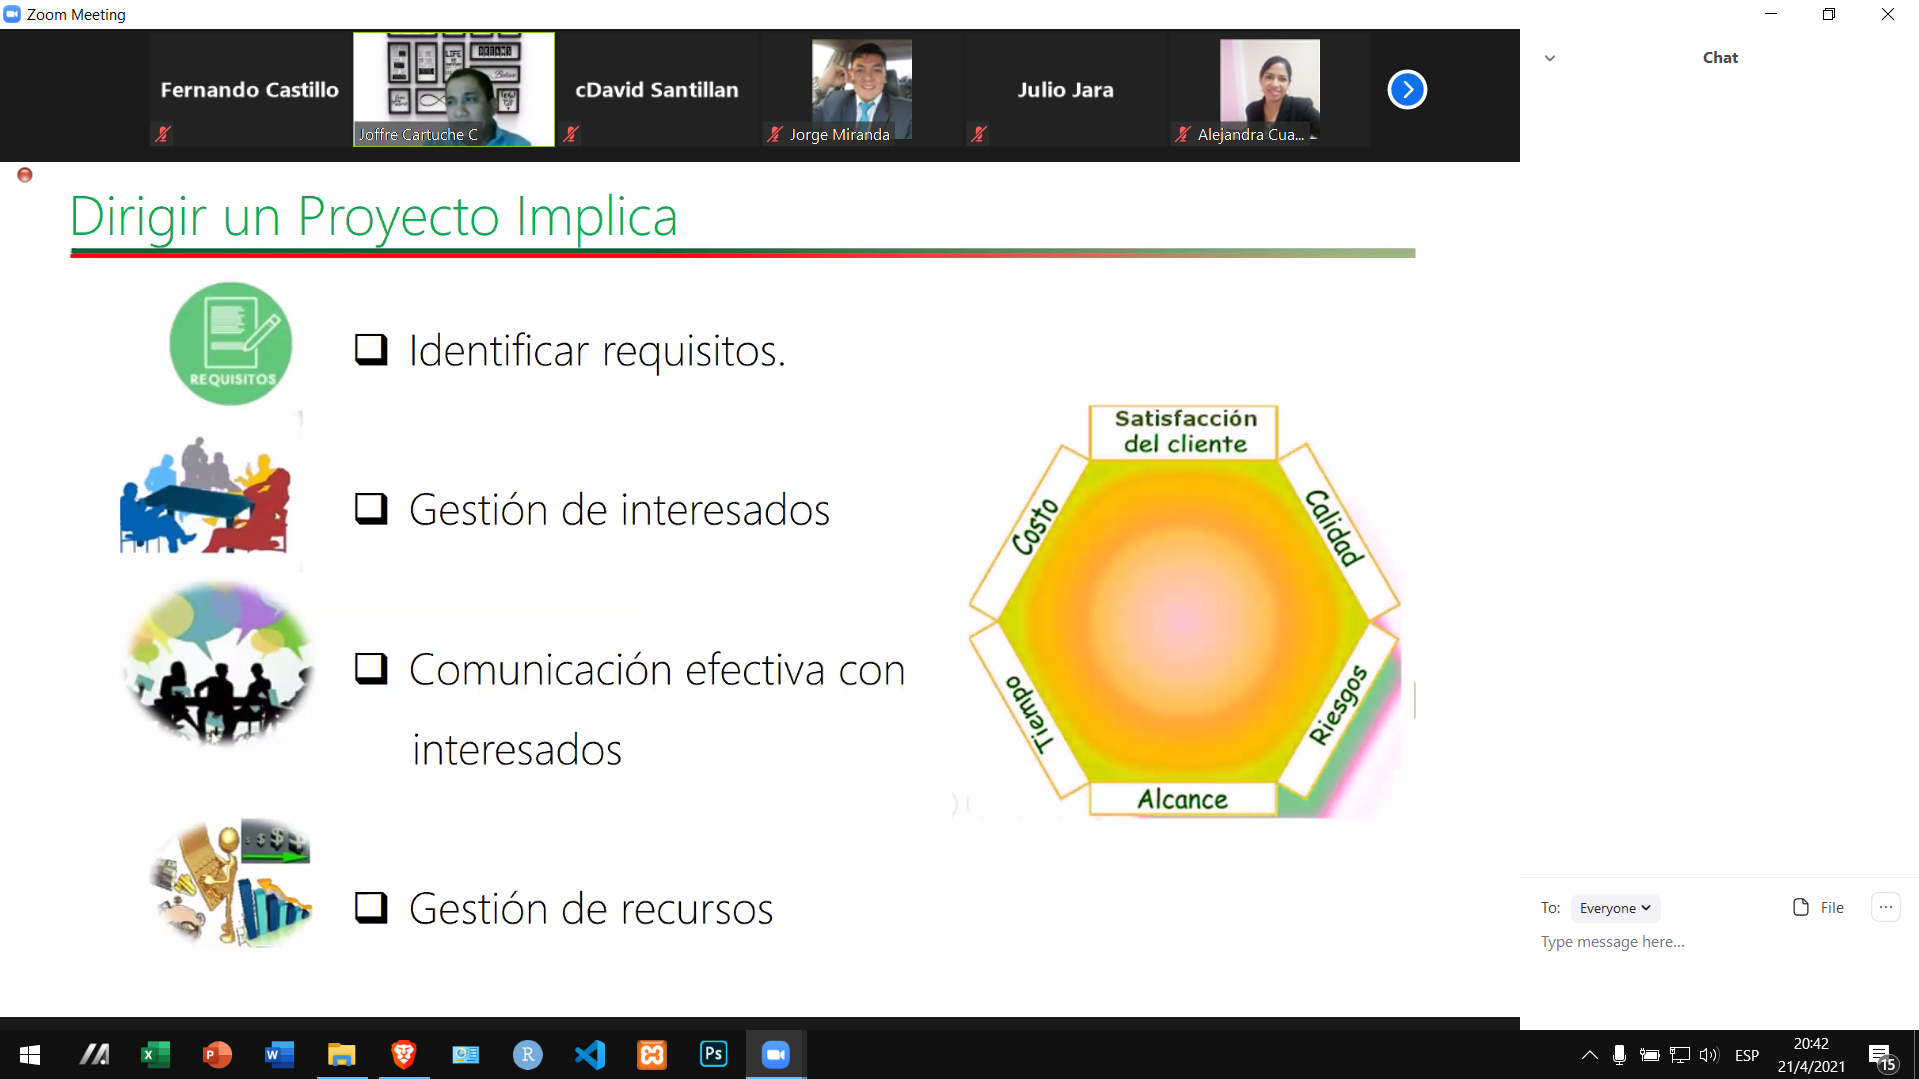 Zoom Meeting
Fernando Castillo
Joffre Cartuche C
cDavid Santillan
Jorge Miranda
Julio Jara
Alejandra Cua...
Chat
Dirigir un Proyecto Implica
REQUISITOS
Identificar requisitos.
Gestión de interesados
Comunicación efectiva con
interesados
Gestión de recursos
Satisfacción
del cliente
Costo
Calidad
Tiempo
Riesgos
Alcance
To:
Everyone
File
Type message here...
ESP
20:42
21/4/2021
15